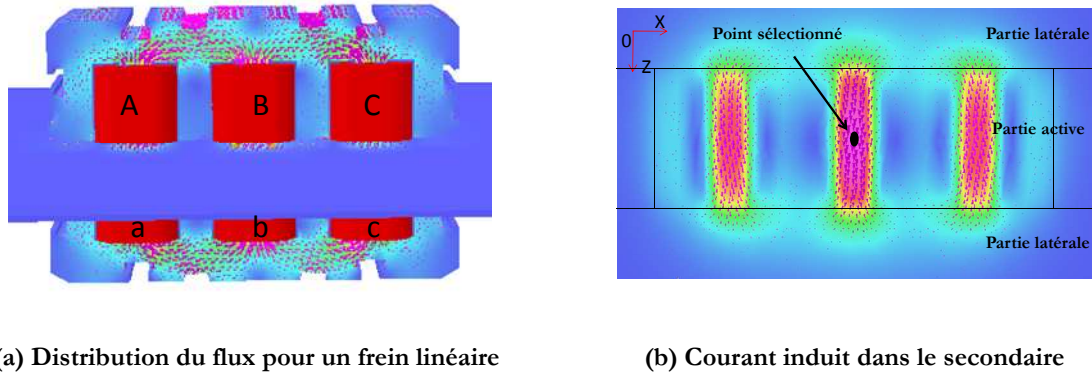 A B C
a b c
X
0
Z
Point sélectionné
Partie latérale
Partie active
Partie latérale
(a) Distribution du flux pour un frein linéaire
(b) Courant induit dans le secondaire